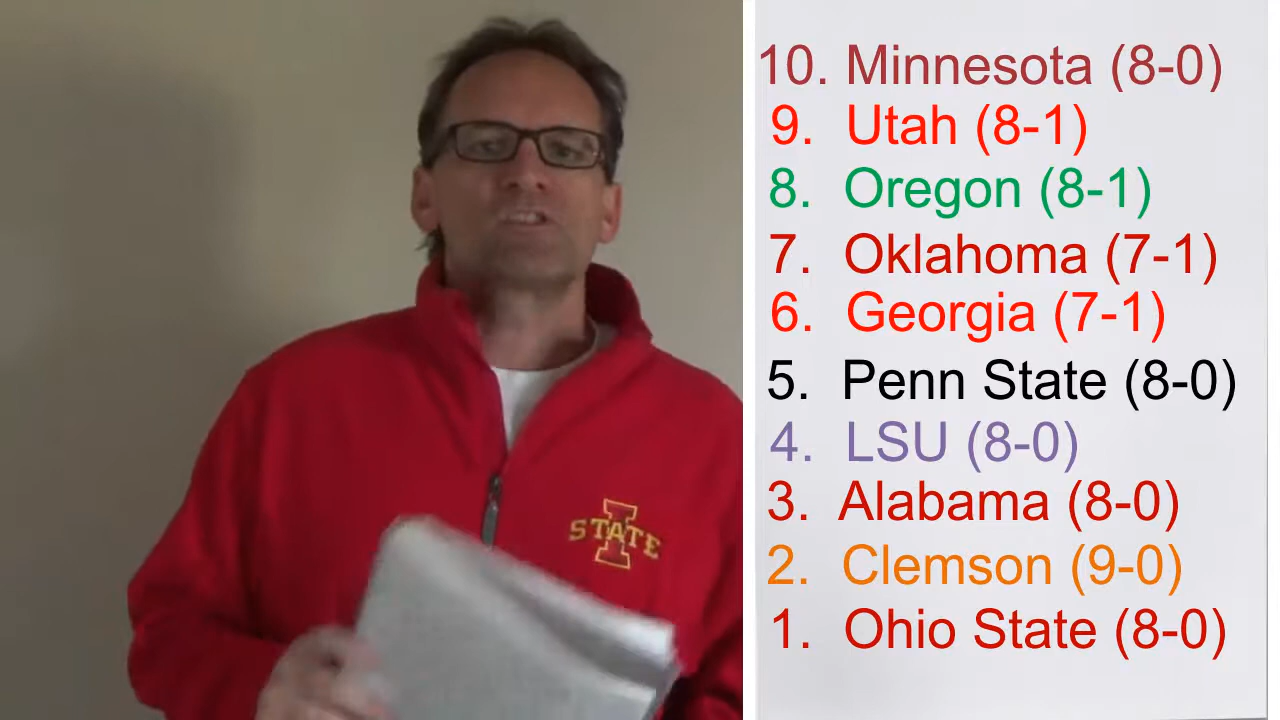 I
STATE
10. Minnesota (8-0)
9. Utah (8-1)
8. Oregon (8-1)
7. Oklahoma (7-1)
6. Georgia (7-1)
5. Penn State (8-0)
4. LSU (8-0)
3. Alabama (8-0)
2. Clemson (9-0)
1. Ohio State (8-0)